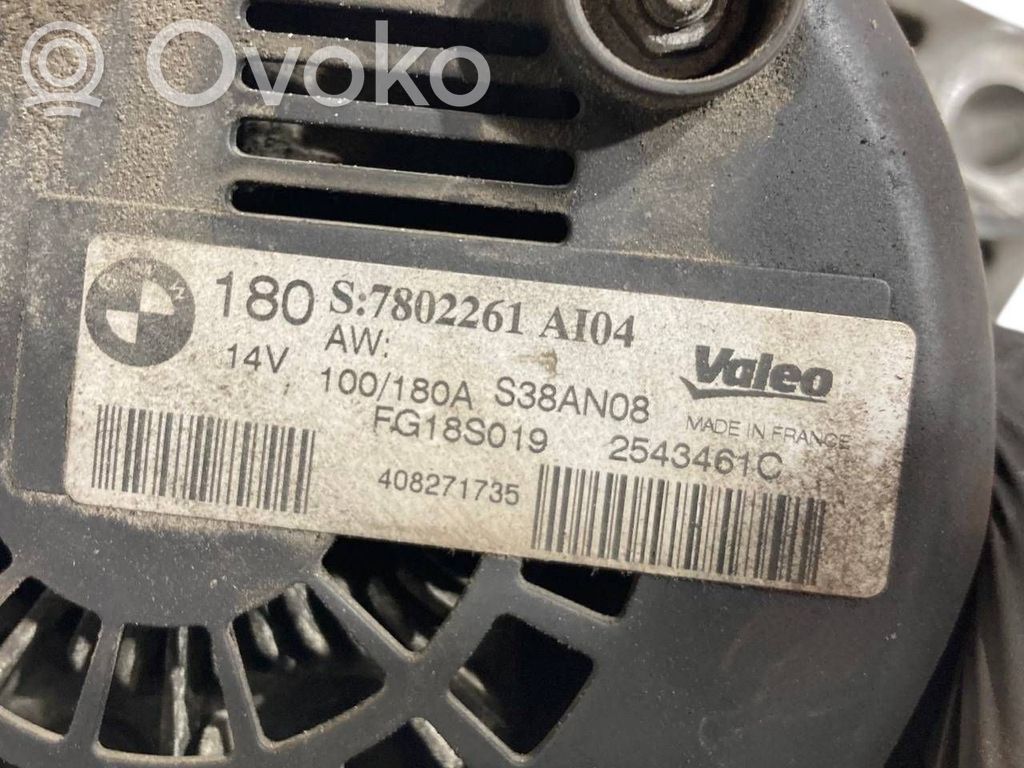 Ovoko
180 S:7802261 AI04
14V AW:
100/180A S38AN08
Valeo
FG18S019 2543461C
MADE IN FRANCE
408271735